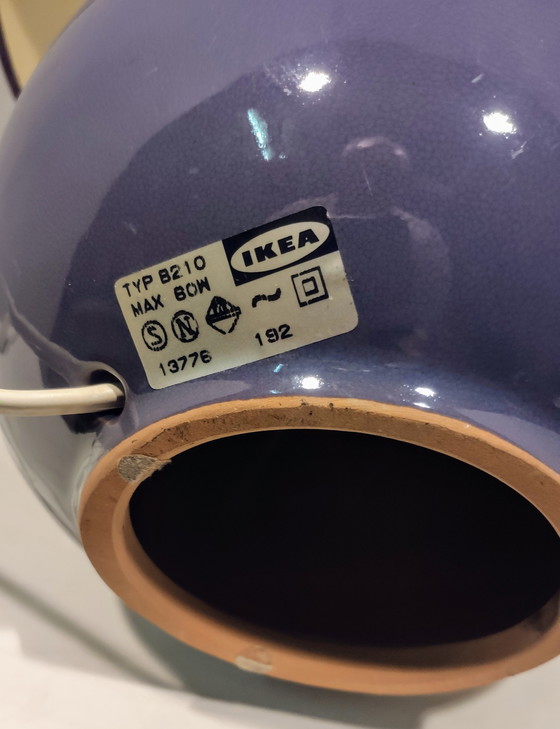 IKEA
TYP B210
MAX 60W
S N
13776 192